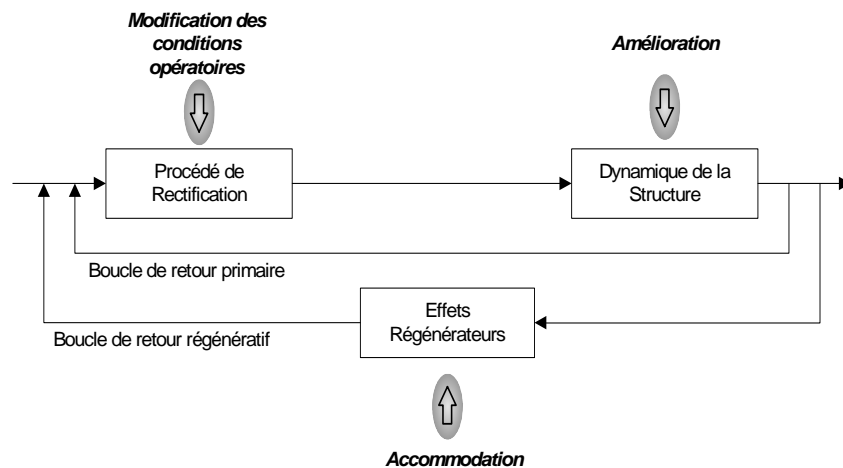 Modification des
conditions
opératoires
Amélioration
Procédé de
Rectification
Dynamique de la
Structure
Boucle de retour primaire
Effets
Régénérateurs
Boucle de retour régénératif
Accommodation